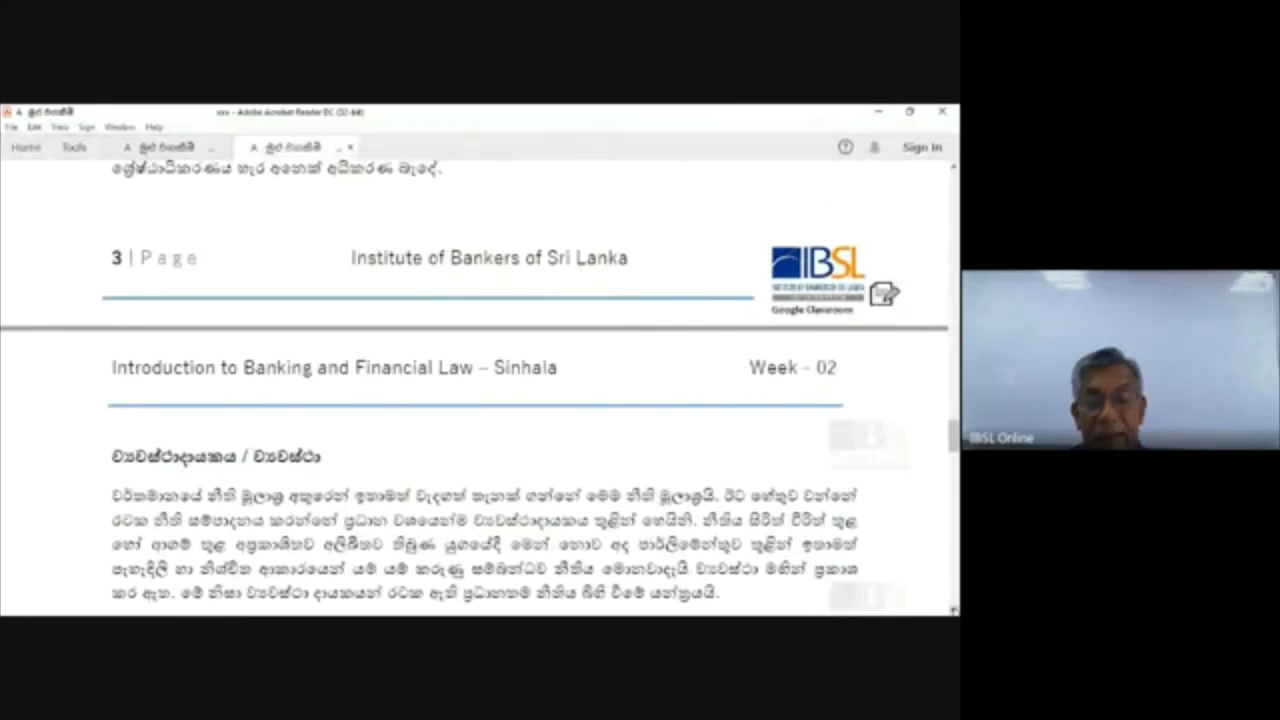 A මූල් ව්‍යාප්ති xxx - Adobe Acrobat Reader DC (32-bit)
File Edit View Sign Window Help
Home Tools Sign In
ශ්‍රේෂ්ඨාධිකරණය හැර අනෙක් අධිකරණ බැඳේ.
3 | Page Institute of Bankers of Sri Lanka
IBSL
Google Classroom
Introduction to Banking and Financial Law – Sinhala Week - 02
ව්‍යවස්ථාදායකය / ව්‍යවස්ථා
වර්තමානයේ නීති මූලාශ්‍ර අතුරෙන් ඉතාමත් වැදගත් තැනක් ගන්නේ මෙම නීති මූලාශ්‍රයි. ඊට හේතුව වන්නේ
රටක නීති සම්පාදනය කරන්නේ ප්‍රධාන වශයෙන්ම ව්‍යවස්ථාදායකය තුළින් හෙයිනි. නීතිය සිරිත් විරිත් තුළ
හෝ ආගම් තුළ අප්‍රකාශිතව අලිඛිතව තිබුණ යුගයේදී මෙන් නොව අද පාර්ලිමේන්තුව තුළින් ඉතාමත්
පැහැදිලි හා නිශ්චිත ආකාරයෙන් යම් යම් කරුණු සම්බන්ධව නීතිය මොනවාදැයි ව්‍යවස්ථා මඟින් ප්‍රකාශ
කර ඇත. මේ නිසා ව්‍යවස්ථා දායකයන් රටක ඇති ප්‍රධානතම නීතිය බිහි වීමේ යන්ත්‍රයයි.
IBSL Online